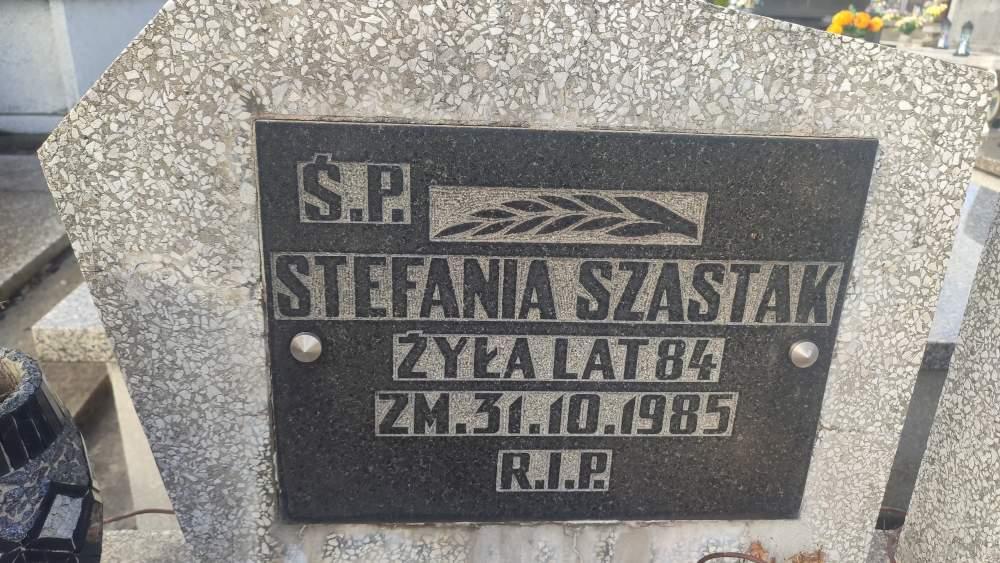 Ś.P.
STEFANIA SZASTAK
ŻYŁA LAT 84
ZM.31.10.1985
R.I.P.